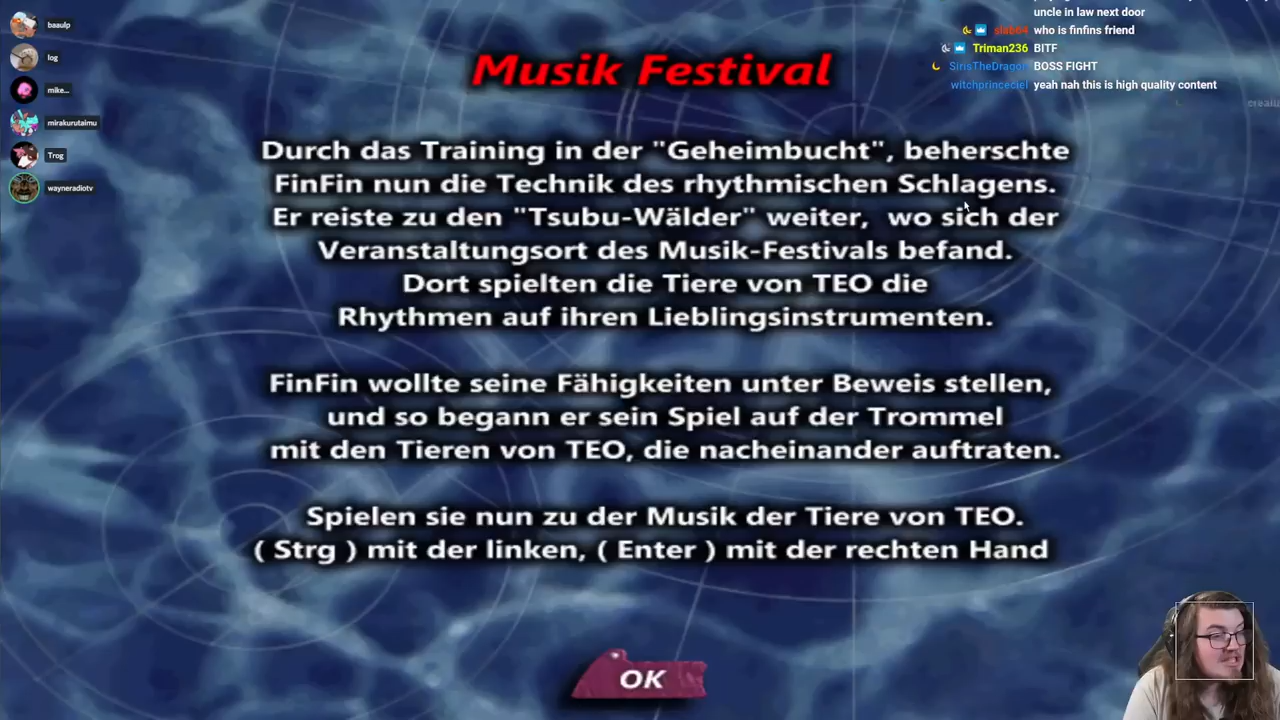 baaulp
log
mike...
mirakurutaimu
Trog
wayneradiotv
uncle in law next door
slab64 who is finfins friend
Triman236 BITF
SirisTheDragon BOSS FIGHT
witchprinceciel yeah nah this is high quality content
Musik Festival
Durch das Training in der "Geheimbucht", beherschte
FinFin nun die Technik des rhythmischen Schlagens.
Er reiste zu den "Tsubu-Wälder" weiter, wo sich der
Veranstaltungsort des Musik-Festivals befand.
Dort spielten die Tiere von TEO die
Rhythmen auf ihren Lieblingsinstrumenten.
FinFin wollte seine Fähigkeiten unter Beweis stellen,
und so begann er sein Spiel auf der Trommel
mit den Tieren von TEO, die nacheinander auftraten.
Spielen sie nun zu der Musik der Tiere von TEO.
( Strg ) mit der linken, ( Enter ) mit der rechten Hand
OK